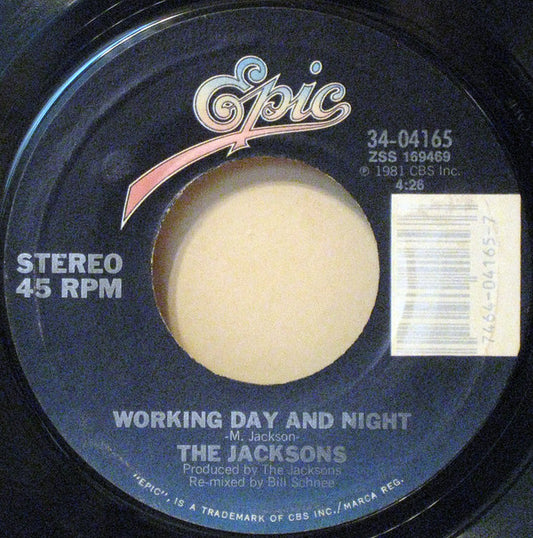 Epic
34-04165
ZSS 169469
℗ 1981 CBS Inc.
4:26
STEREO
45 RPM
7464-04165-7
WORKING DAY AND NIGHT
-M. Jackson-
THE JACKSONS
Produced by The Jacksons
Re-mixed by Bill Schnee
"EPIC", IS A TRADEMARK OF CBS INC./MARCA REG.